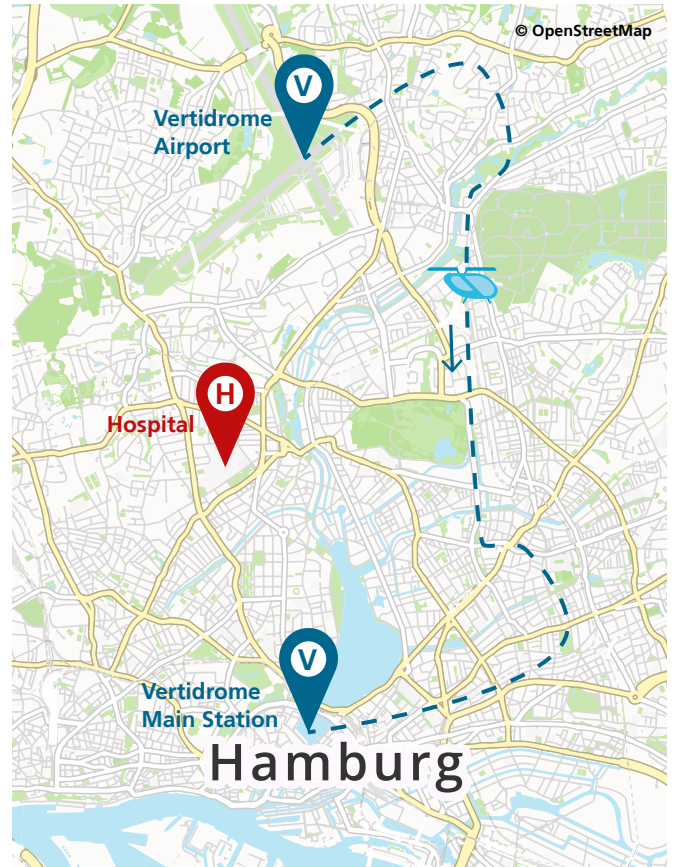 © OpenStreetMap
V
Vertidrome
Airport
H
Hospital
V
Vertidrome
Main Station
Hamburg